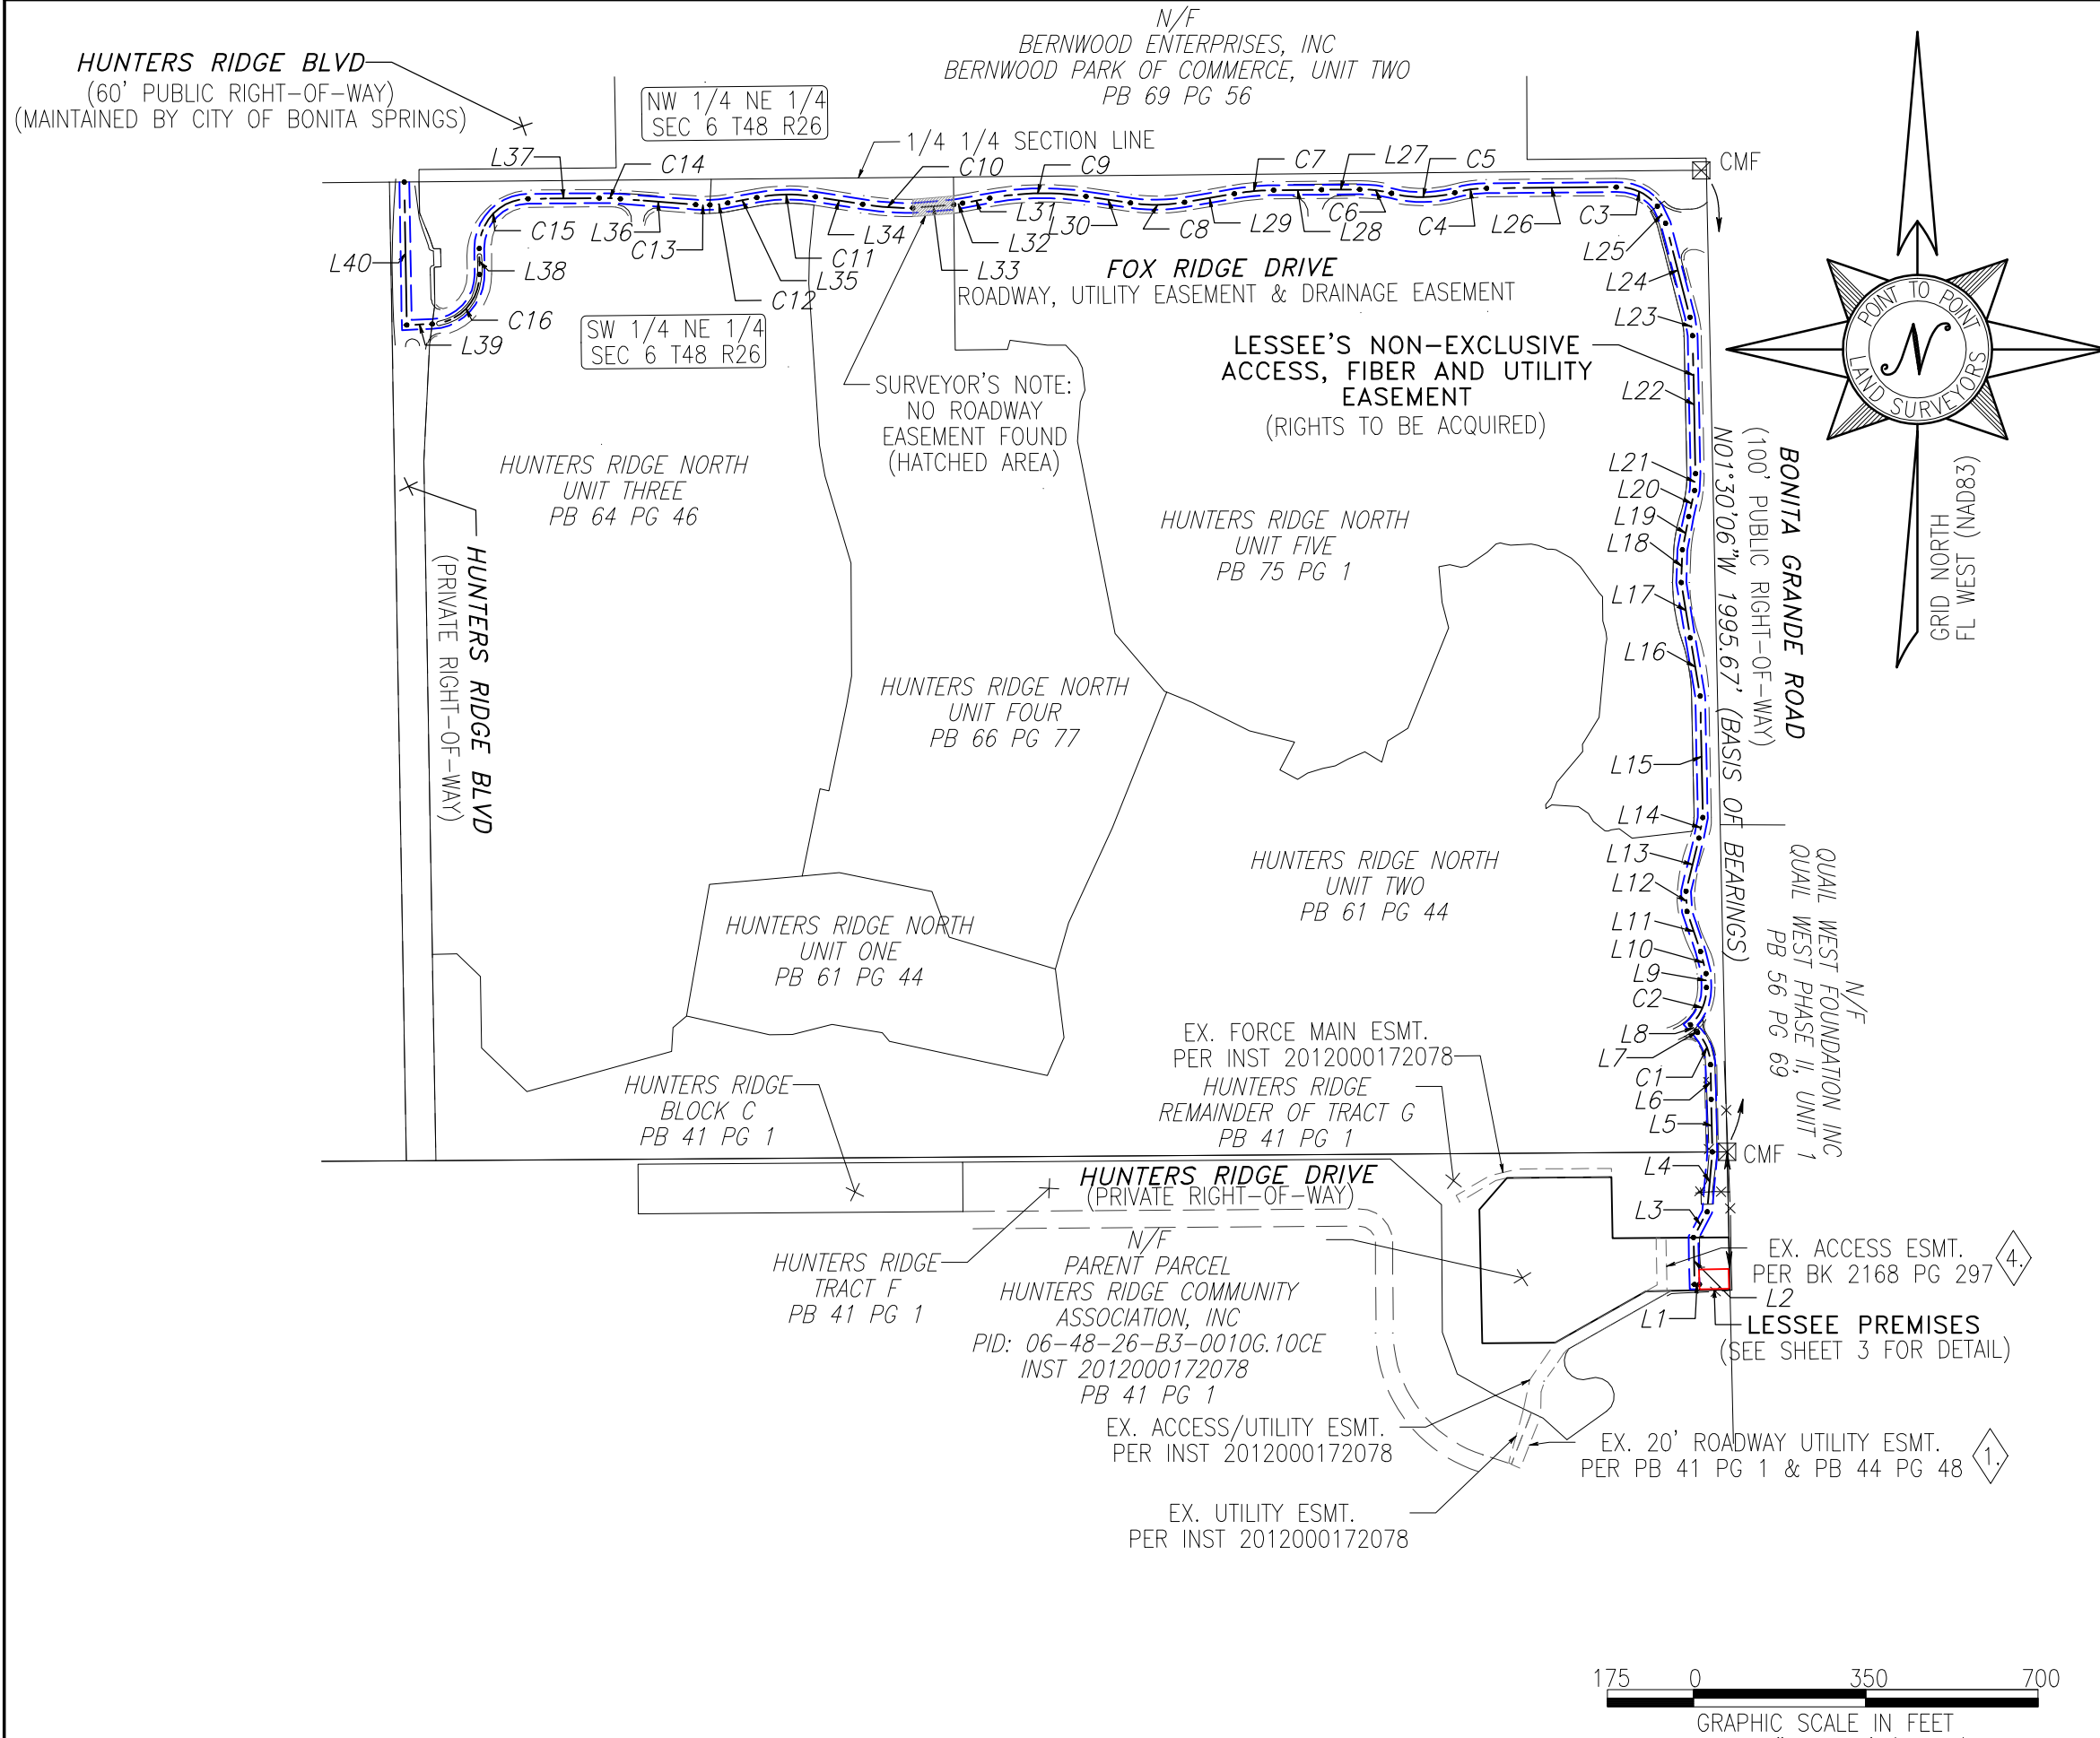 N/F
BERNWOOD ENTERPRISES, INC
BERNWOOD PARK OF COMMERCE, UNIT TWO
PB 69 PG 56
HUNTERS RIDGE BLVD
(60' PUBLIC RIGHT-OF-WAY)
(MAINTAINED BY CITY OF BONITA SPRINGS)
NW 1/4 NE 1/4
SEC 6 T48 R26
1/4 1/4 SECTION LINE
L37
C14
C10
C9
C7
L27
C5
CMF
L40
C15
L36
C13
L38
C16
L39
C12
L35
C11
L34
L33
L32
L31
L30
C8
L29
L28
C6
C4
L26
C3
L25
L24
L23
L22
L21
L20
L19
L18
L17
L16
L15
L14
L13
L12
L11
L10
L9
C2
L8
L7
C1
L6
L5
L4
L3
L2
L1
FOX RIDGE DRIVE
ROADWAY, UTILITY EASEMENT & DRAINAGE EASEMENT
SW 1/4 NE 1/4
SEC 6 T48 R26
LESSEE'S NON-EXCLUSIVE
ACCESS, FIBER AND UTILITY
EASEMENT
(RIGHTS TO BE ACQUIRED)
SURVEYOR'S NOTE:
NO ROADWAY
EASEMENT FOUND
(HATCHED AREA)
POINT TO POINT
LAND SURVEYORS
N
GRID NORTH
FL WEST (NAD83)
BONITA GRANDE ROAD
(100' PUBLIC RIGHT-OF-WAY)
N01°30'06"W 1995.67' (BASIS OF BEARINGS)
HUNTERS RIDGE NORTH
UNIT THREE
PB 64 PG 46
HUNTERS RIDGE NORTH
UNIT FIVE
PB 75 PG 1
HUNTERS RIDGE BLVD
(PRIVATE RIGHT-OF-WAY)
HUNTERS RIDGE NORTH
UNIT FOUR
PB 66 PG 77
HUNTERS RIDGE NORTH
UNIT TWO
PB 61 PG 44
HUNTERS RIDGE NORTH
UNIT ONE
PB 61 PG 44
N/F
QUAIL WEST FOUNDATION INC
QUAIL WEST PHASE II, UNIT 1
PB 56 PG 69
EX. FORCE MAIN ESMT.
PER INST 2012000172078
HUNTERS RIDGE
BLOCK C
PB 41 PG 1
HUNTERS RIDGE
REMAINDER OF TRACT G
PB 41 PG 1
CMF
HUNTERS RIDGE DRIVE
(PRIVATE RIGHT-OF-WAY)
HUNTERS RIDGE
TRACT F
PB 41 PG 1
N/F
PARENT PARCEL
HUNTERS RIDGE COMMUNITY
ASSOCIATION, INC
PID: 06-48-26-B3-0010G.10CE
INST 2012000172078
PB 41 PG 1
EX. ACCESS ESMT.
PER BK 2168 PG 297
4.
LESSEE PREMISES
(SEE SHEET 3 FOR DETAIL)
EX. ACCESS/UTILITY ESMT.
PER INST 2012000172078
EX. 20' ROADWAY UTILITY ESMT.
PER PB 41 PG 1 & PB 44 PG 48
1.
EX. UTILITY ESMT.
PER INST 2012000172078
175 0 350 700
GRAPHIC SCALE IN FEET